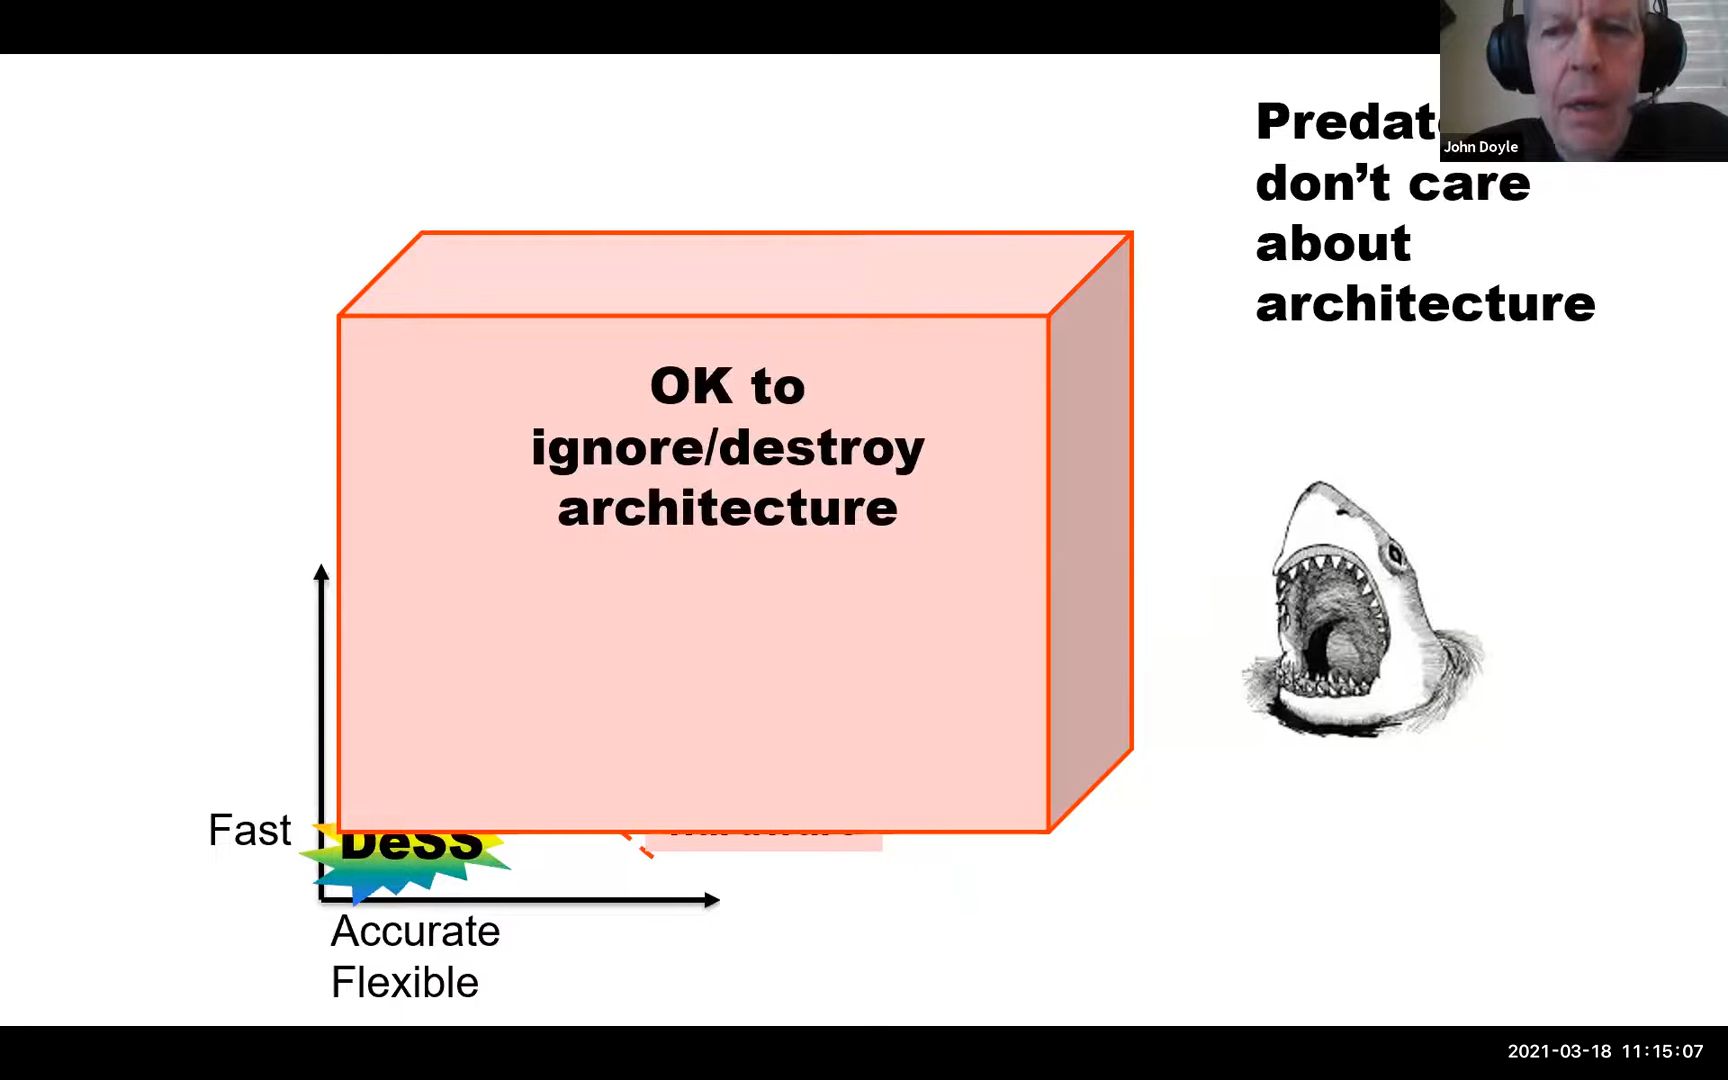 Predat
don’t care
about
architecture
John Doyle
OK to
ignore/destroy
architecture
Fast
DeSS
Accurate
Flexible
2021-03-18 11:15:07